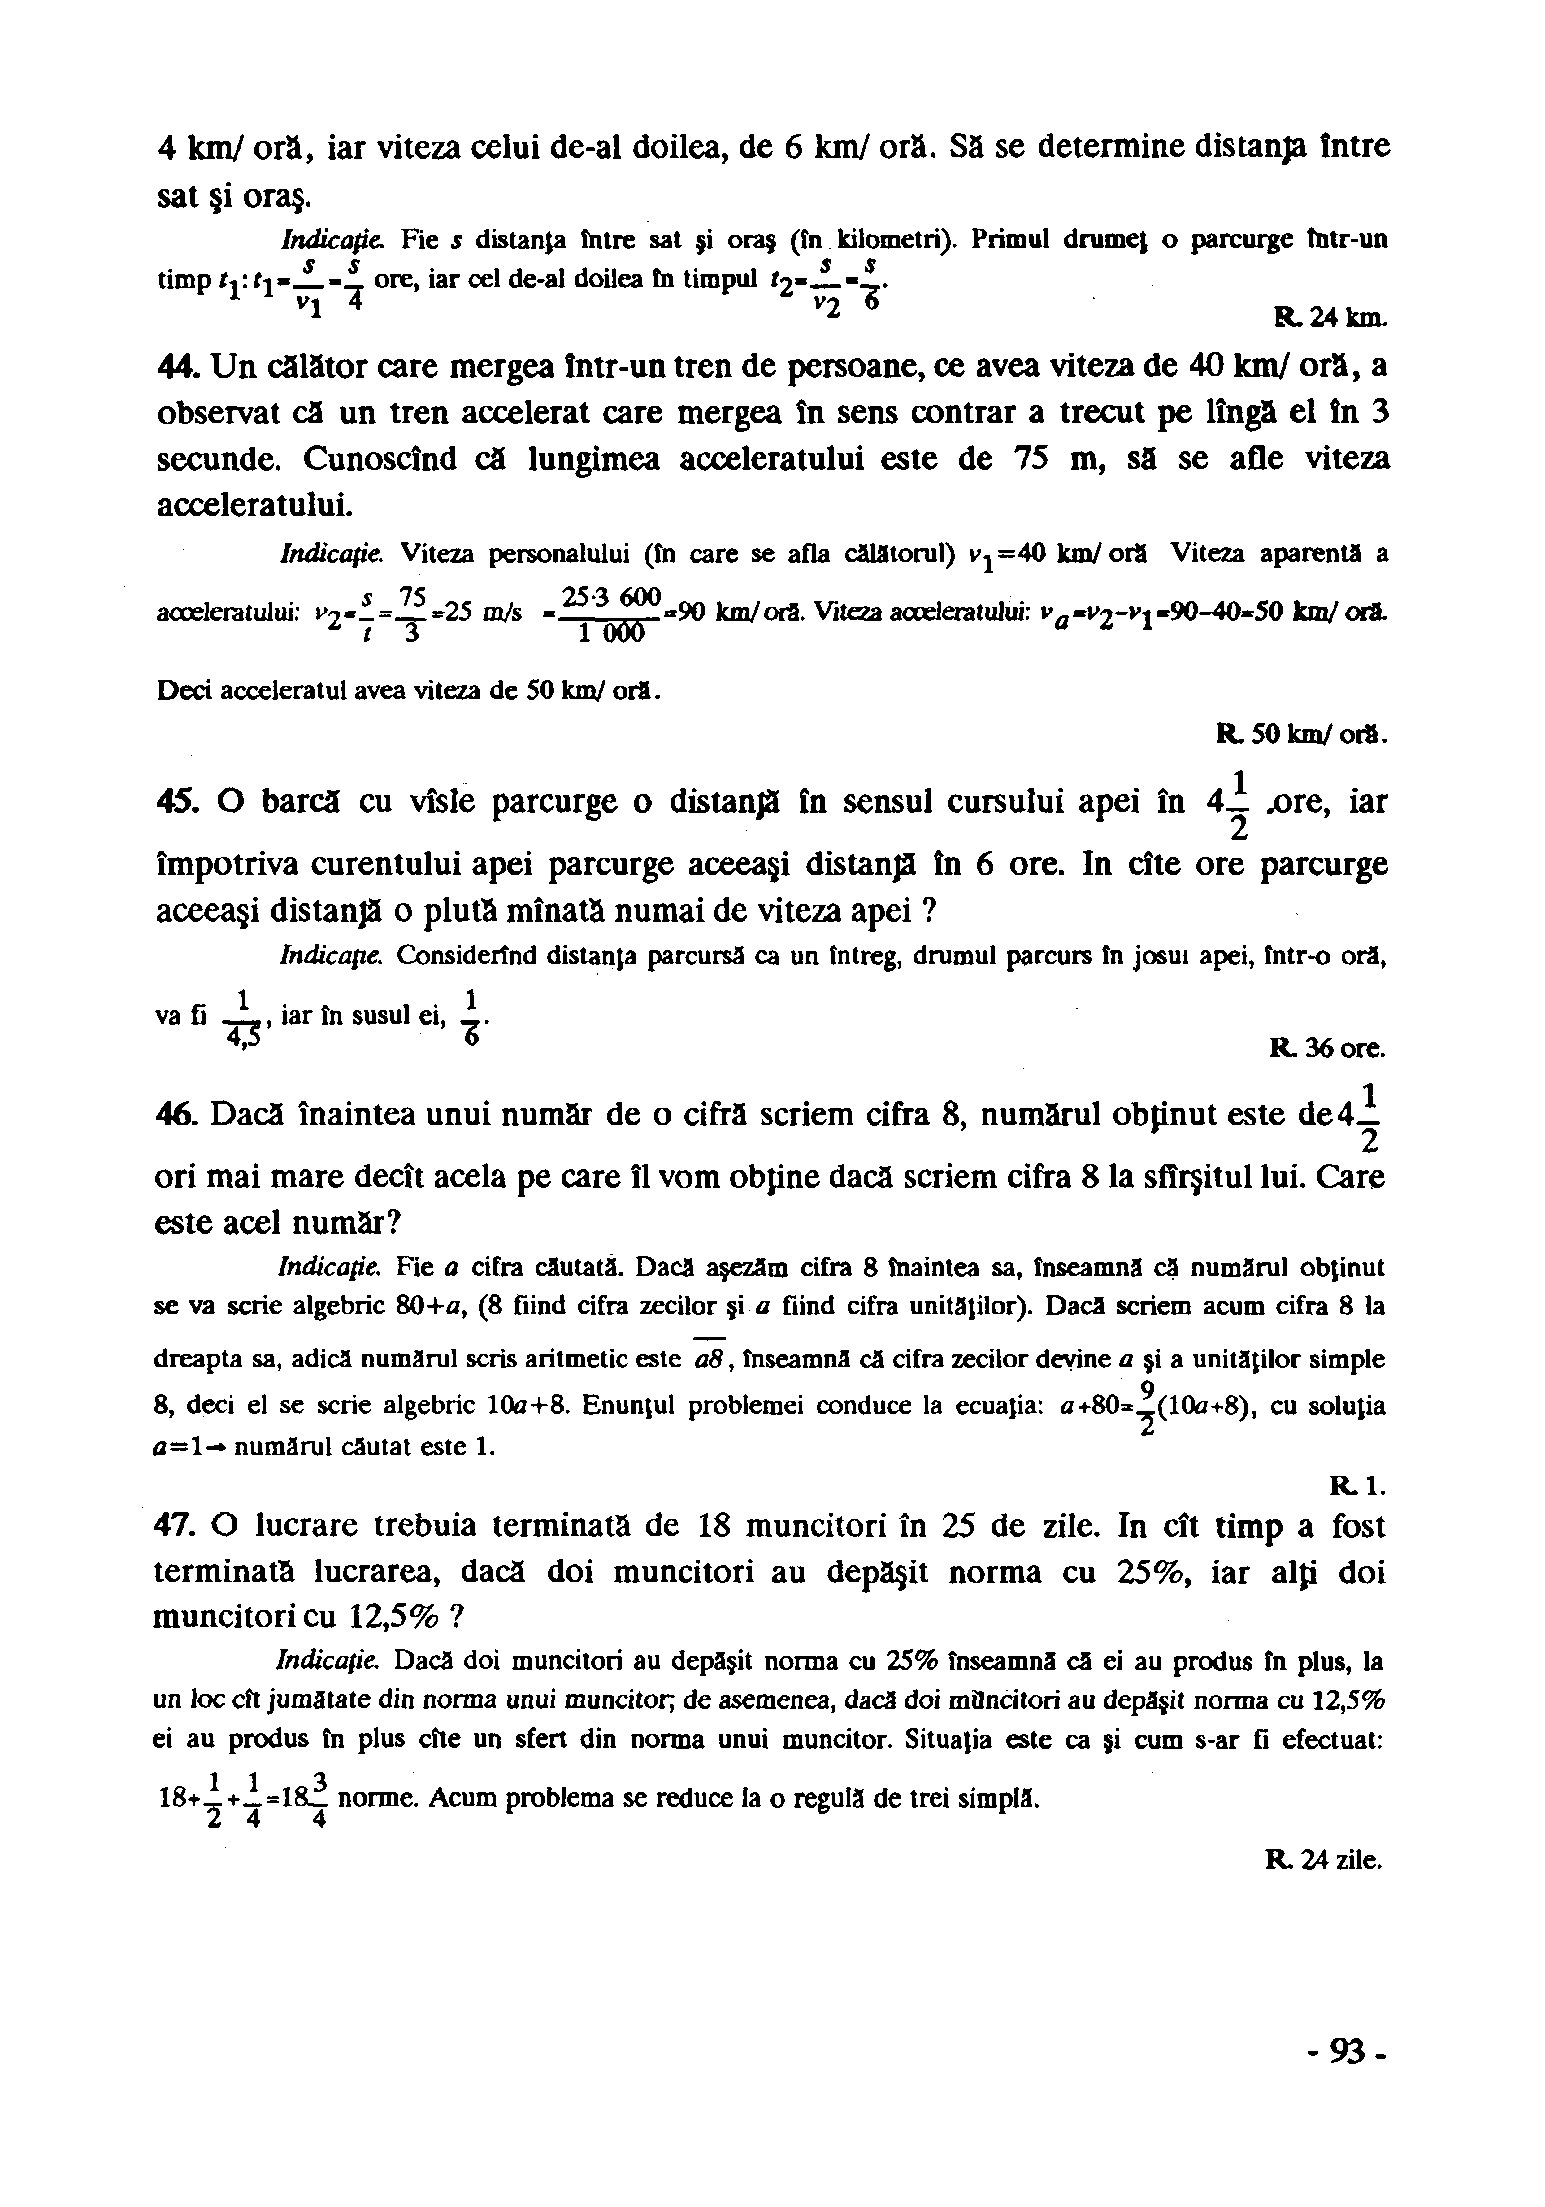 4 km/ oră, iar viteza celui de-al doilea, de 6 km/ oră. Să se determine distanţa între
sat şi oraş.
Indicaţie. Fie s distanţa între sat şi oraş (în kilometri). Primul drumeţ o parcurge într-un
timp t₁: t₁=s/v₁=s/4 ore, iar cel de-al doilea în timpul t₂=s/v₂=s/6.
R. 24 km.
44. Un călător care mergea într-un tren de persoane, ce avea viteza de 40 km/ oră, a
observat că un tren accelerat care mergea în sens contrar a trecut pe lîngă el în 3
secunde. Cunoscînd că lungimea acceleratului este de 75 m, să se afle viteza
acceleratului.
Indicaţie. Viteza personalului (în care se afla călătorul) v₁=40 km/ oră Viteza aparentă a
acceleratului: v₂=s/t=75/3=25 m/s =25·3 600/1 000=90 km/ oră. Viteza acceleratului: vₐ=v₂-v₁=90-40=50 km/ oră.
Deci acceleratul avea viteza de 50 km/ oră.
R. 50 km/ oră.
45. O barcă cu vîsle parcurge o distanţă în sensul cursului apei în 4 1/2 ore, iar
împotriva curentului apei parcurge aceeaşi distanţă în 6 ore. In cîte ore parcurge
aceeaşi distanţă o plută mînată numai de viteza apei ?
Indicaţie. Considerînd distanţa parcursă ca un întreg, drumul parcurs în josul apei, într-o oră,
va fi 1/4,5, iar în susul ei, 1/6.
R. 36 ore.
46. Dacă înaintea unui număr de o cifră scriem cifra 8, numărul obţinut este de 4 1/2
ori mai mare decît acela pe care îl vom obţine dacă scriem cifra 8 la sfîrşitul lui. Care
este acel număr?
Indicaţie. Fie a cifra căutată. Dacă aşezăm cifra 8 înaintea sa, înseamnă că numărul obţinut
se va scrie algebric 80+a, (8 fiind cifra zecilor şi a fiind cifra unităţilor). Dacă scriem acum cifra 8 la
dreapta sa, adică numărul scris aritmetic este a̅8̅, înseamnă că cifra zecilor devine a şi a unităţilor simple
8, deci el se scrie algebric 10a+8. Enunţul problemei conduce la ecuaţia: a+80=9/2(10a+8), cu soluţia
a=1→ numărul căutat este 1.
R. 1.
47. O lucrare trebuia terminată de 18 muncitori în 25 de zile. In cît timp a fost
terminată lucrarea, dacă doi muncitori au depăşit norma cu 25%, iar alţi doi
muncitori cu 12,5% ?
Indicaţie. Dacă doi muncitori au depăşit norma cu 25% înseamnă că ei au produs în plus, la
un loc cît jumătate din norma unui muncitor; de asemenea, dacă doi muncitori au depăşit norma cu 12,5%
ei au produs în plus cîte un sfert din norma unui muncitor. Situaţia este ca şi cum s-ar fi efectuat:
18+1/2+1/4=18 3/4 norme. Acum problema se reduce la o regulă de trei simplă.
R. 24 zile.
- 93 -